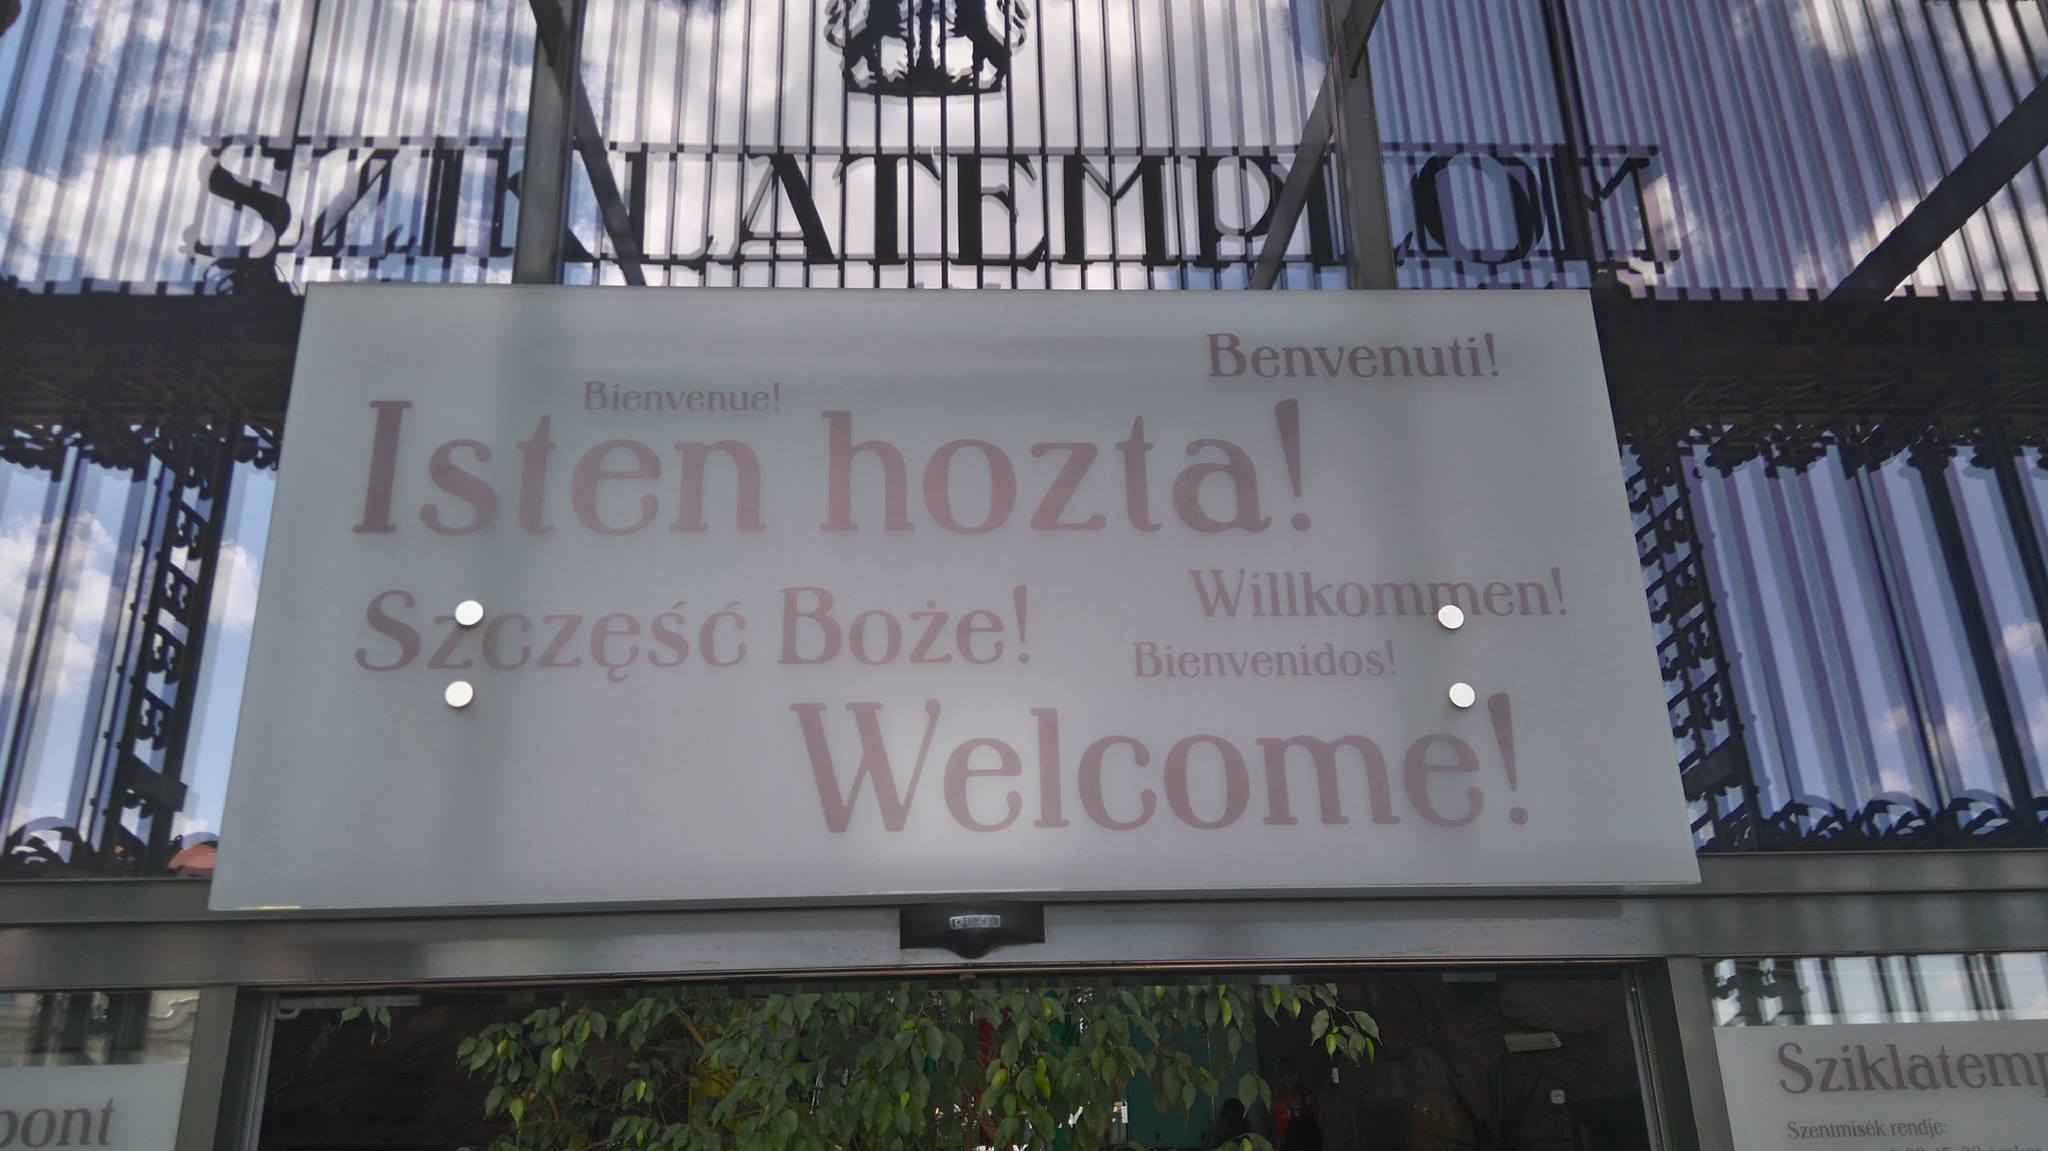 SZIKLATEMPLOM
Benvenuti!
Bienvenue!
Isten hozta!
Willkommen!
Szczęść Boże!
Bienvenidos!
Welcome!
pont
Sziklatemp
Szentmisék rendje: